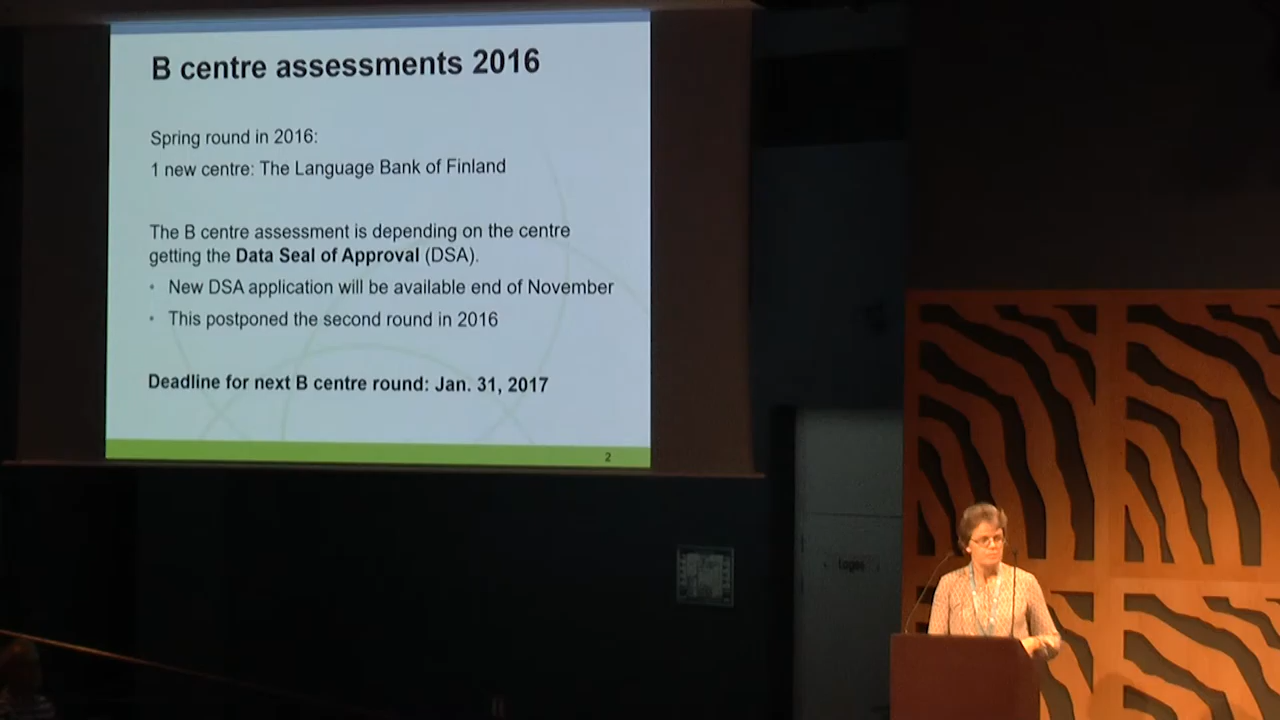 B centre assessments 2016
Spring round in 2016:
1 new centre: The Language Bank of Finland
The B centre assessment is depending on the centre
getting the Data Seal of Approval (DSA).
• New DSA application will be available end of November
• This postponed the second round in 2016
Deadline for next B centre round: Jan. 31, 2017
2
Loges